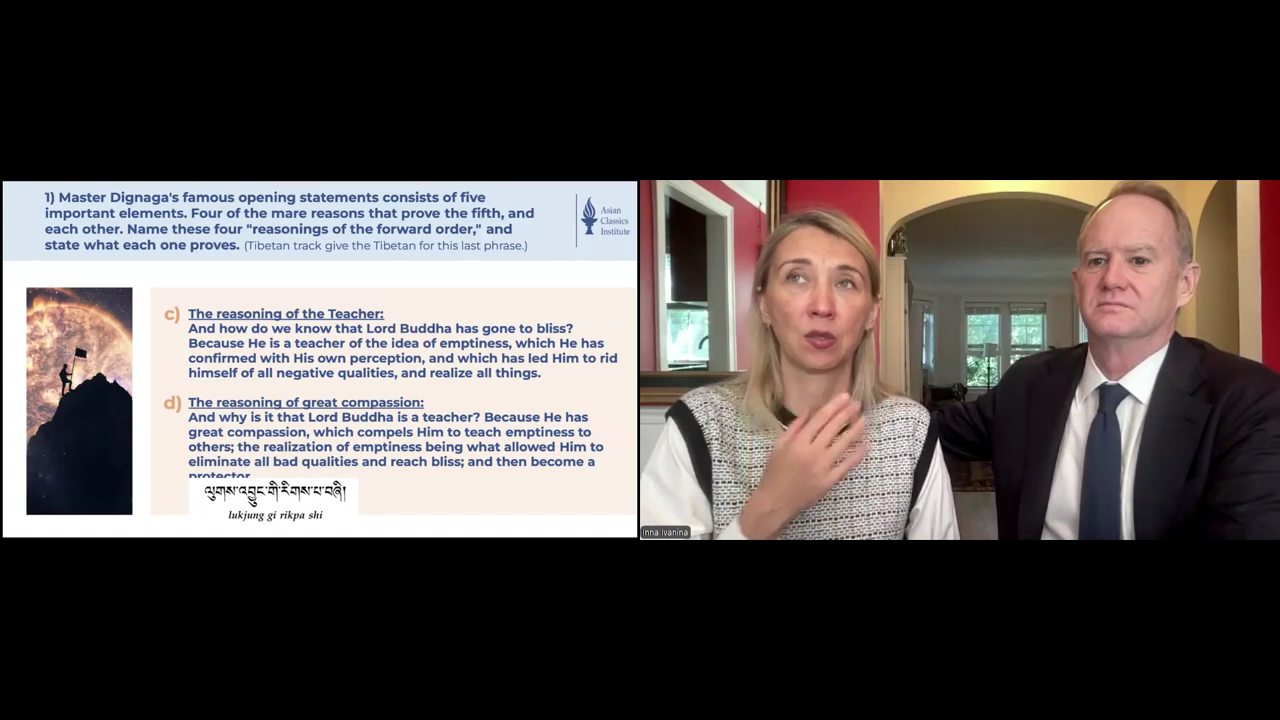 1) Master Dignaga's famous opening statements consists of five
important elements. Four of the mare reasons that prove the fifth, and
each other. Name these four "reasonings of the forward order," and
state what each one proves. (Tibetan track give the Tibetan for this last phrase.)
Asian
Classics
Institute
c) The reasoning of the Teacher:
And how do we know that Lord Buddha has gone to bliss?
Because He is a teacher of the idea of emptiness, which He has
confirmed with His own perception, and which has led Him to rid
himself of all negative qualities, and realize all things.
d) The reasoning of great compassion:
And why is it that Lord Buddha is a teacher? Because He has
great compassion, which compels Him to teach emptiness to
others; the realization of emptiness being what allowed Him to
eliminate all bad qualities and reach bliss; and then become a
protector
ལུགས་འབྱུང་གི་རིགས་པ་བཞི།
lukjung gi rikpa shi
Inna Ivanina